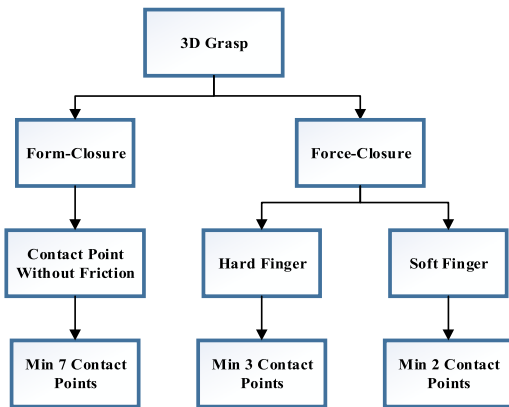 3D Grasp
Form-Closure
Force-Closure
Contact Point
Without Friction
Hard Finger
Soft Finger
Min 7 Contact
Points
Min 3 Contact
Points
Min 2 Contact
Points